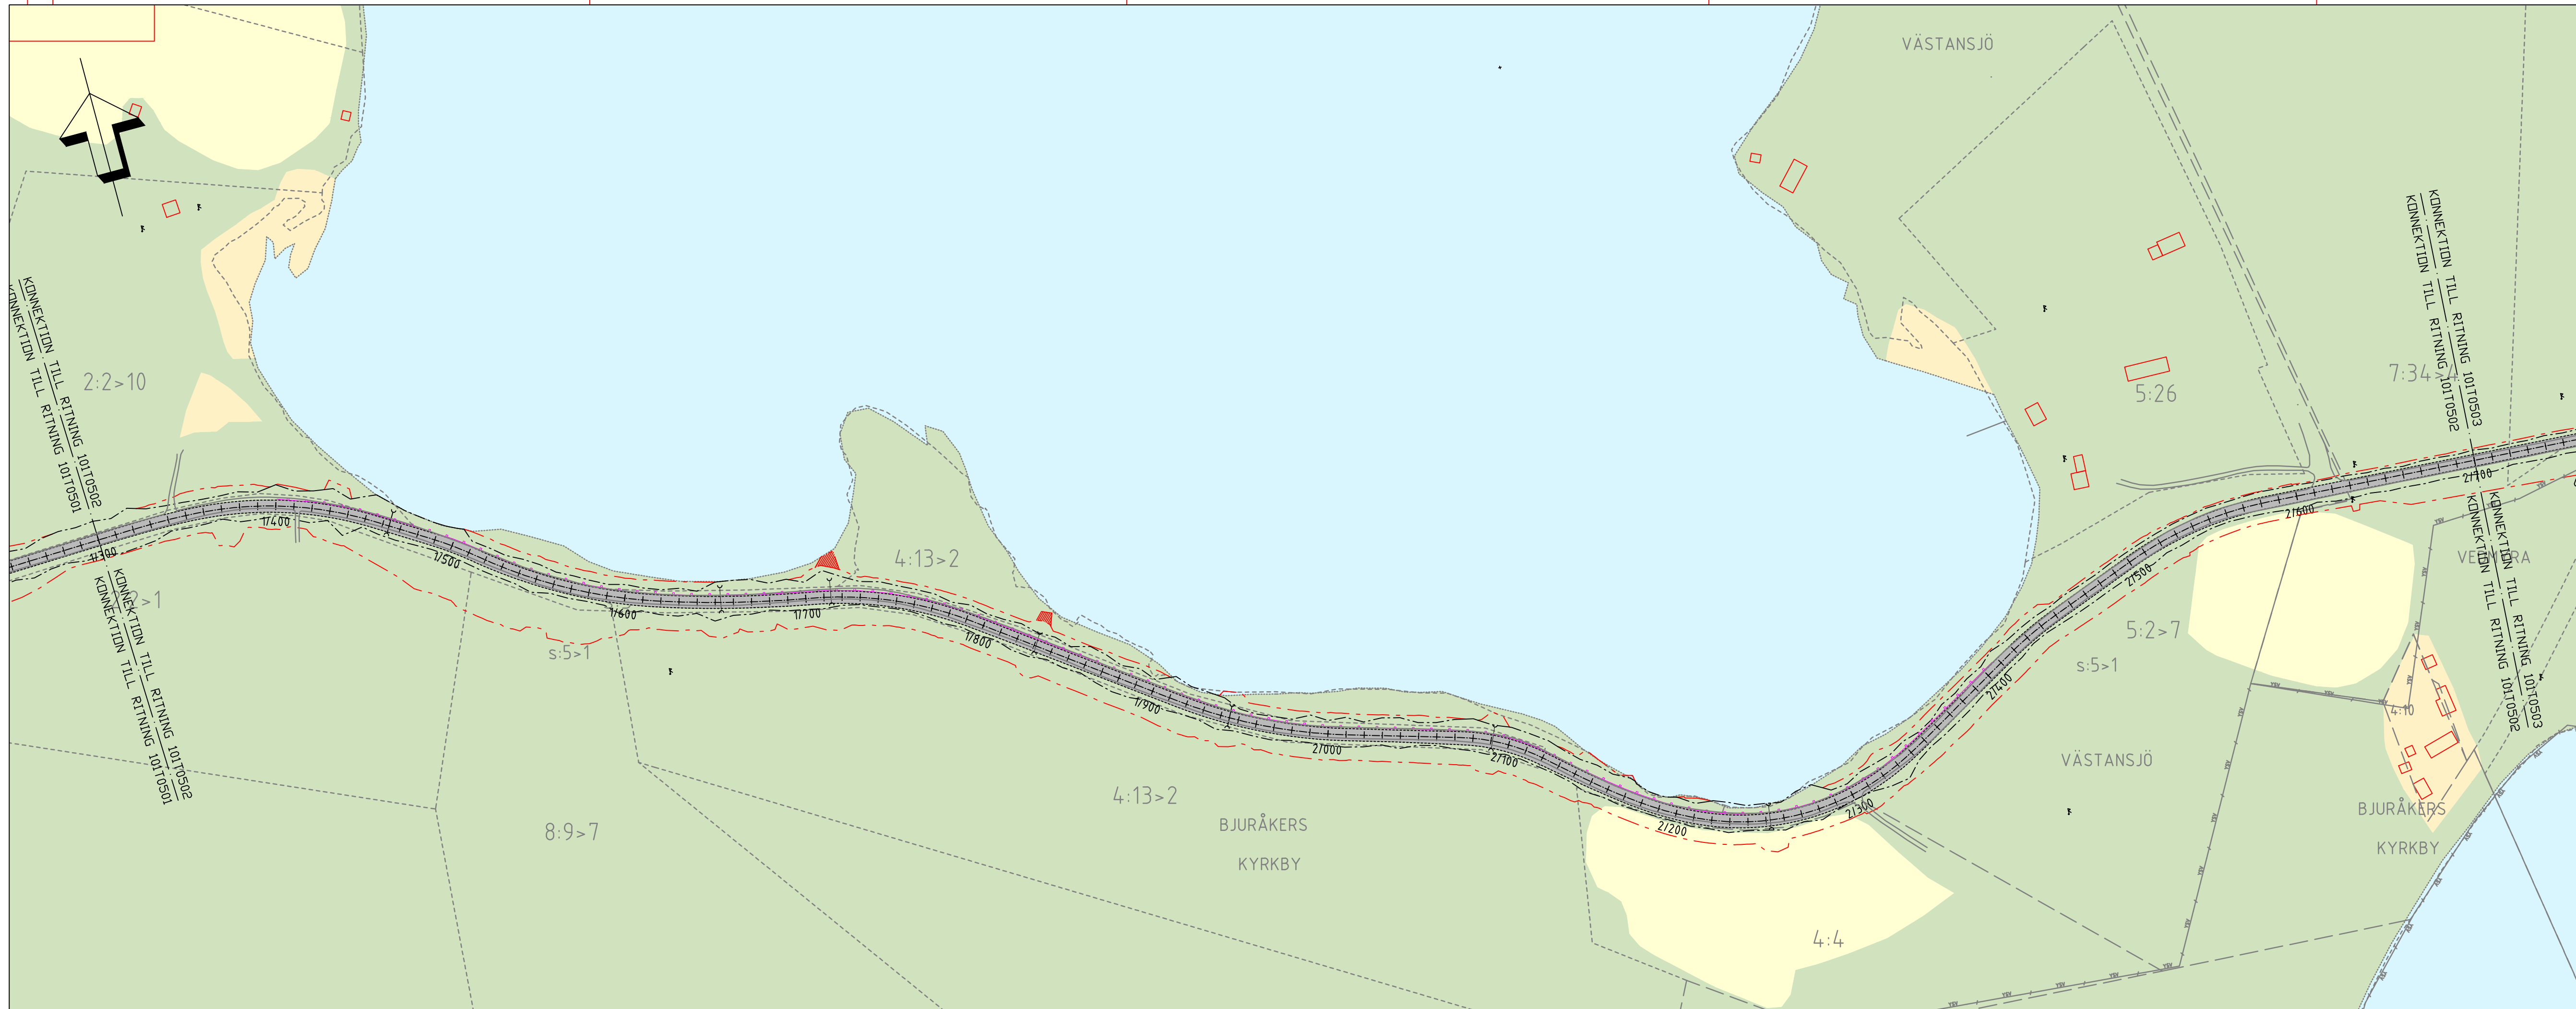 VÄSTANSJÖ
KONNEKTION TILL RITNING 101T0502
KONNEKTION TILL RITNING 101T0501
2:2>10
KONNEKTION TILL RITNING 101T0503
KONNEKTION TILL RITNING 101T0502
7:34>4
5:26
1/300
1/400
1/500
1/600
1/700
1/800
1/900
2/000
2/100
2/200
2/300
2/400
2/500
2/600
2/700
4:13>2
KONNEKTION TILL RITNING 101T0502
KONNEKTION TILL RITNING 101T0501
s:5>1
5:2>7
s:5>1
KONNEKTION TILL RITNING 101T0503
KONNEKTION TILL RITNING 101T0502
4:10
VÄSTANSJÖ
8:9>7
4:13>2
BJURÅKERS
KYRKBY
BJURÅKERS
KYRKBY
4:4